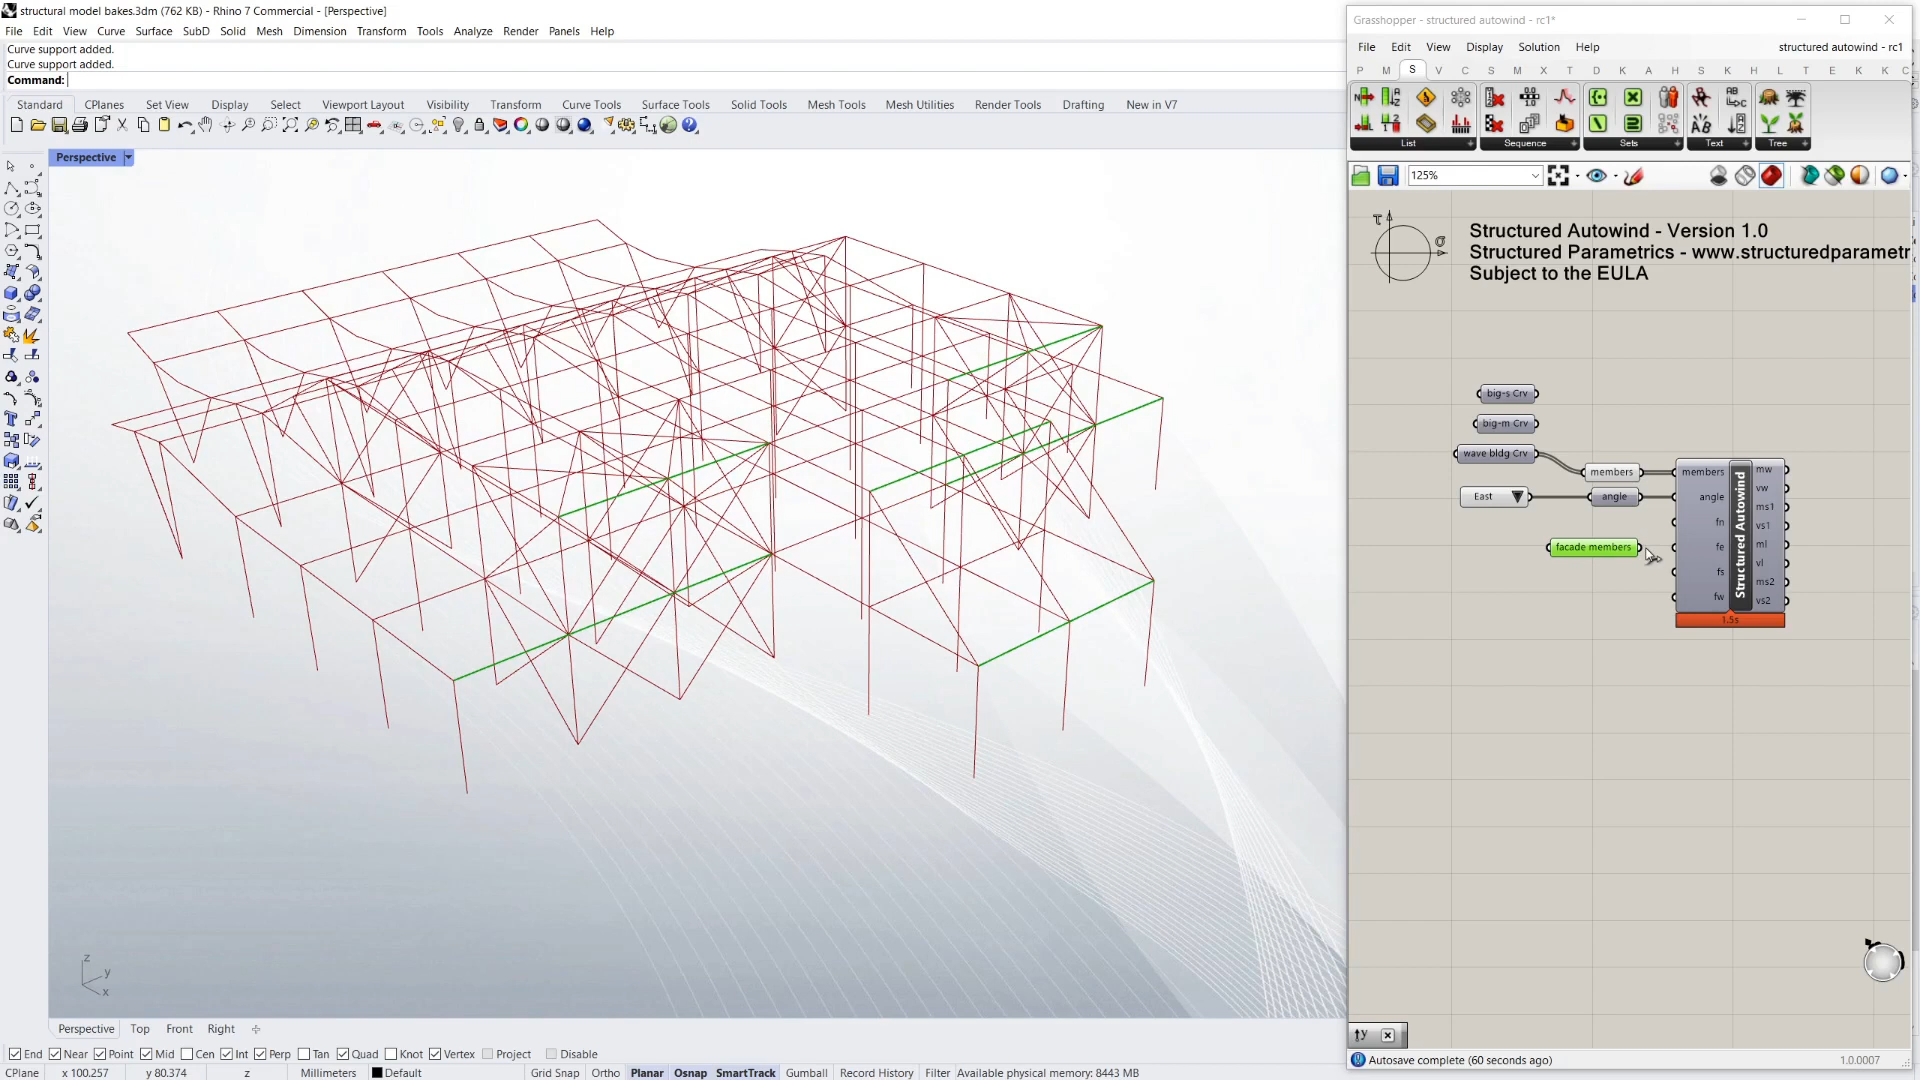 structural model bakes.3dm (762 KB) - Rhino 7 Commercial - [Perspective]
File Edit View Curve Surface SubD Solid Mesh Dimension Transform Tools Analyze Render Panels Help
Curve support added.
Curve support added.
Command:
Standard CPlanes Set View Display Select Viewport Layout Visibility Transform Curve Tools Surface Tools Solid Tools Mesh Tools Mesh Utilities Render Tools Drafting New in V7
Perspective
z
y
x
Perspective Top Front Right
End Near Point Mid Cen Int Perp Tan Quad Knot Vertex Project Disable
CPlane x 100.257 y 80.374 z Millimeters Default Grid Snap Ortho Planar Osnap SmartTrack Gumball Record History Filter Available physical memory: 8443 MB
Grasshopper - structured autowind - rc1*
File Edit View Display Solution Help structured autowind - rc1
P M S V C S M X T D K A H S K H L T E K K C
List Sequence Sets Text Tree
125%
T
σ
Structured Autowind - Version 1.0
Structured Parametrics - www.structuredparametr
Subject to the EULA
big-s Crv
big-m Crv
wave bldg Crv
East
members
angle
facade members
members
angle
fn
fe
fs
fw
Structured Autowind
mw
vw
ms1
vs1
ml
vl
ms2
vs2
1.5s
Autosave complete (60 seconds ago)
1.0.0007